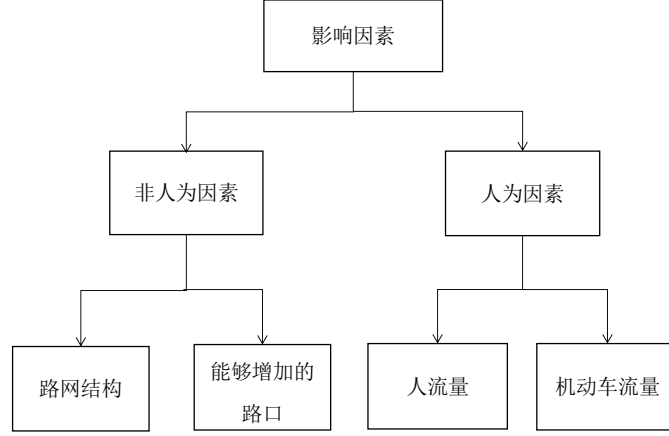 影响因素
非人为因素
人为因素
路网结构
能够增加的
路口
人流量
机动车流量